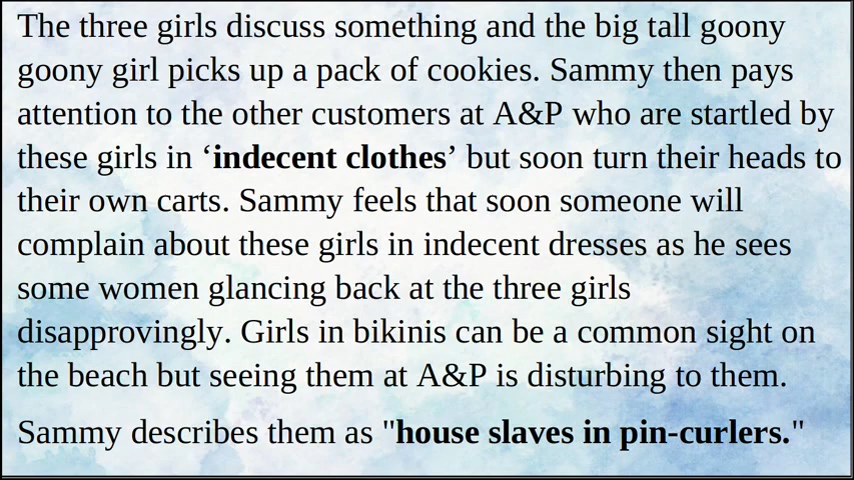 The three girls discuss something and the big tall goony
goony girl picks up a pack of cookies. Sammy then pays
attention to the other customers at A&P who are startled by
these girls in ‘indecent clothes’ but soon turn their heads to
their own carts. Sammy feels that soon someone will
complain about these girls in indecent dresses as he sees
some women glancing back at the three girls
disapprovingly. Girls in bikinis can be a common sight on
the beach but seeing them at A&P is disturbing to them.
Sammy describes them as "house slaves in pin-curlers."